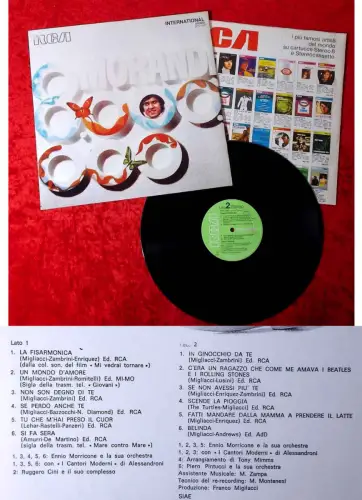 RCA
INTERNATIONAL
MORANDI
CA
i più famosi artisti
del mondo
su cartucce Stereo 8
e Stereocassette
2
Lato 1
1. LA FISARMONICA
(Migliacci-Zambrini-Enriquez) Ed. RCA
(dalla col. son. del film « Mi vedrai tornare »)
2. UN MONDO D'AMORE
(Migliacci-Zambrini-Romitelli) Ed. MI-MO
(Sigla della trasm. tel. « Giovani »)
3. NON SON DEGNO DI TE
(Migliacci-Zambrini) Ed. RCA
4. SE PERDO ANCHE TE
(Migliacci-Bazzocchi-N. Diamond) Ed. RCA
5. TU CHE M'HAI PRESO IL CUOR
(Lehar-Rastelli-Panzeri) Ed. RCA
6. SI FA SERA
(Amurri-De Martino) Ed. RCA
(sigla della trasm. tel. « Mare contro Mare »)
1, 3, 4, 5, 6: Ennio Morricone e la sua orchestra
1, 3, 5, 6: con « i Cantori Moderni » di Alessandroni
2: Ruggero Cini e il suo complesso
2
1. IN GINOCCHIO DA TE
(Migliacci-Zambrini) Ed. RCA
2. C'ERA UN RAGAZZO CHE COME ME AMAVA I BEATLES
E I ROLLING STONES
(Migliacci-Lusini) Ed. RCA
3. SE NON AVESSI PIU' TE
(Migliacci-Zambrini) Ed. RCA
4. SCENDE LA PIOGGIA
(The Turtles-Migliacci) Ed. RCA
5. FATTI MANDARE DALLA MAMMA A PRENDERE IL LATTE
(Migliacci-Enriquez) Ed. RCA
6. BELINDA
(Migliacci-Andrews) Ed. Adi)
1, 2, 3, 5: Ennio Morricone e la sua orchestra
1, 2, 3: con « i Cantori Moderni » di Alessandroni
4: Arrangiamento di Tony Mimms
6: Piero Pintucci e la sua orchestra
Assistente Musicale: M. Zampa
Tecnico del re-recording: M. Montenesi
Produzione: Franco Migliacci
SIAE